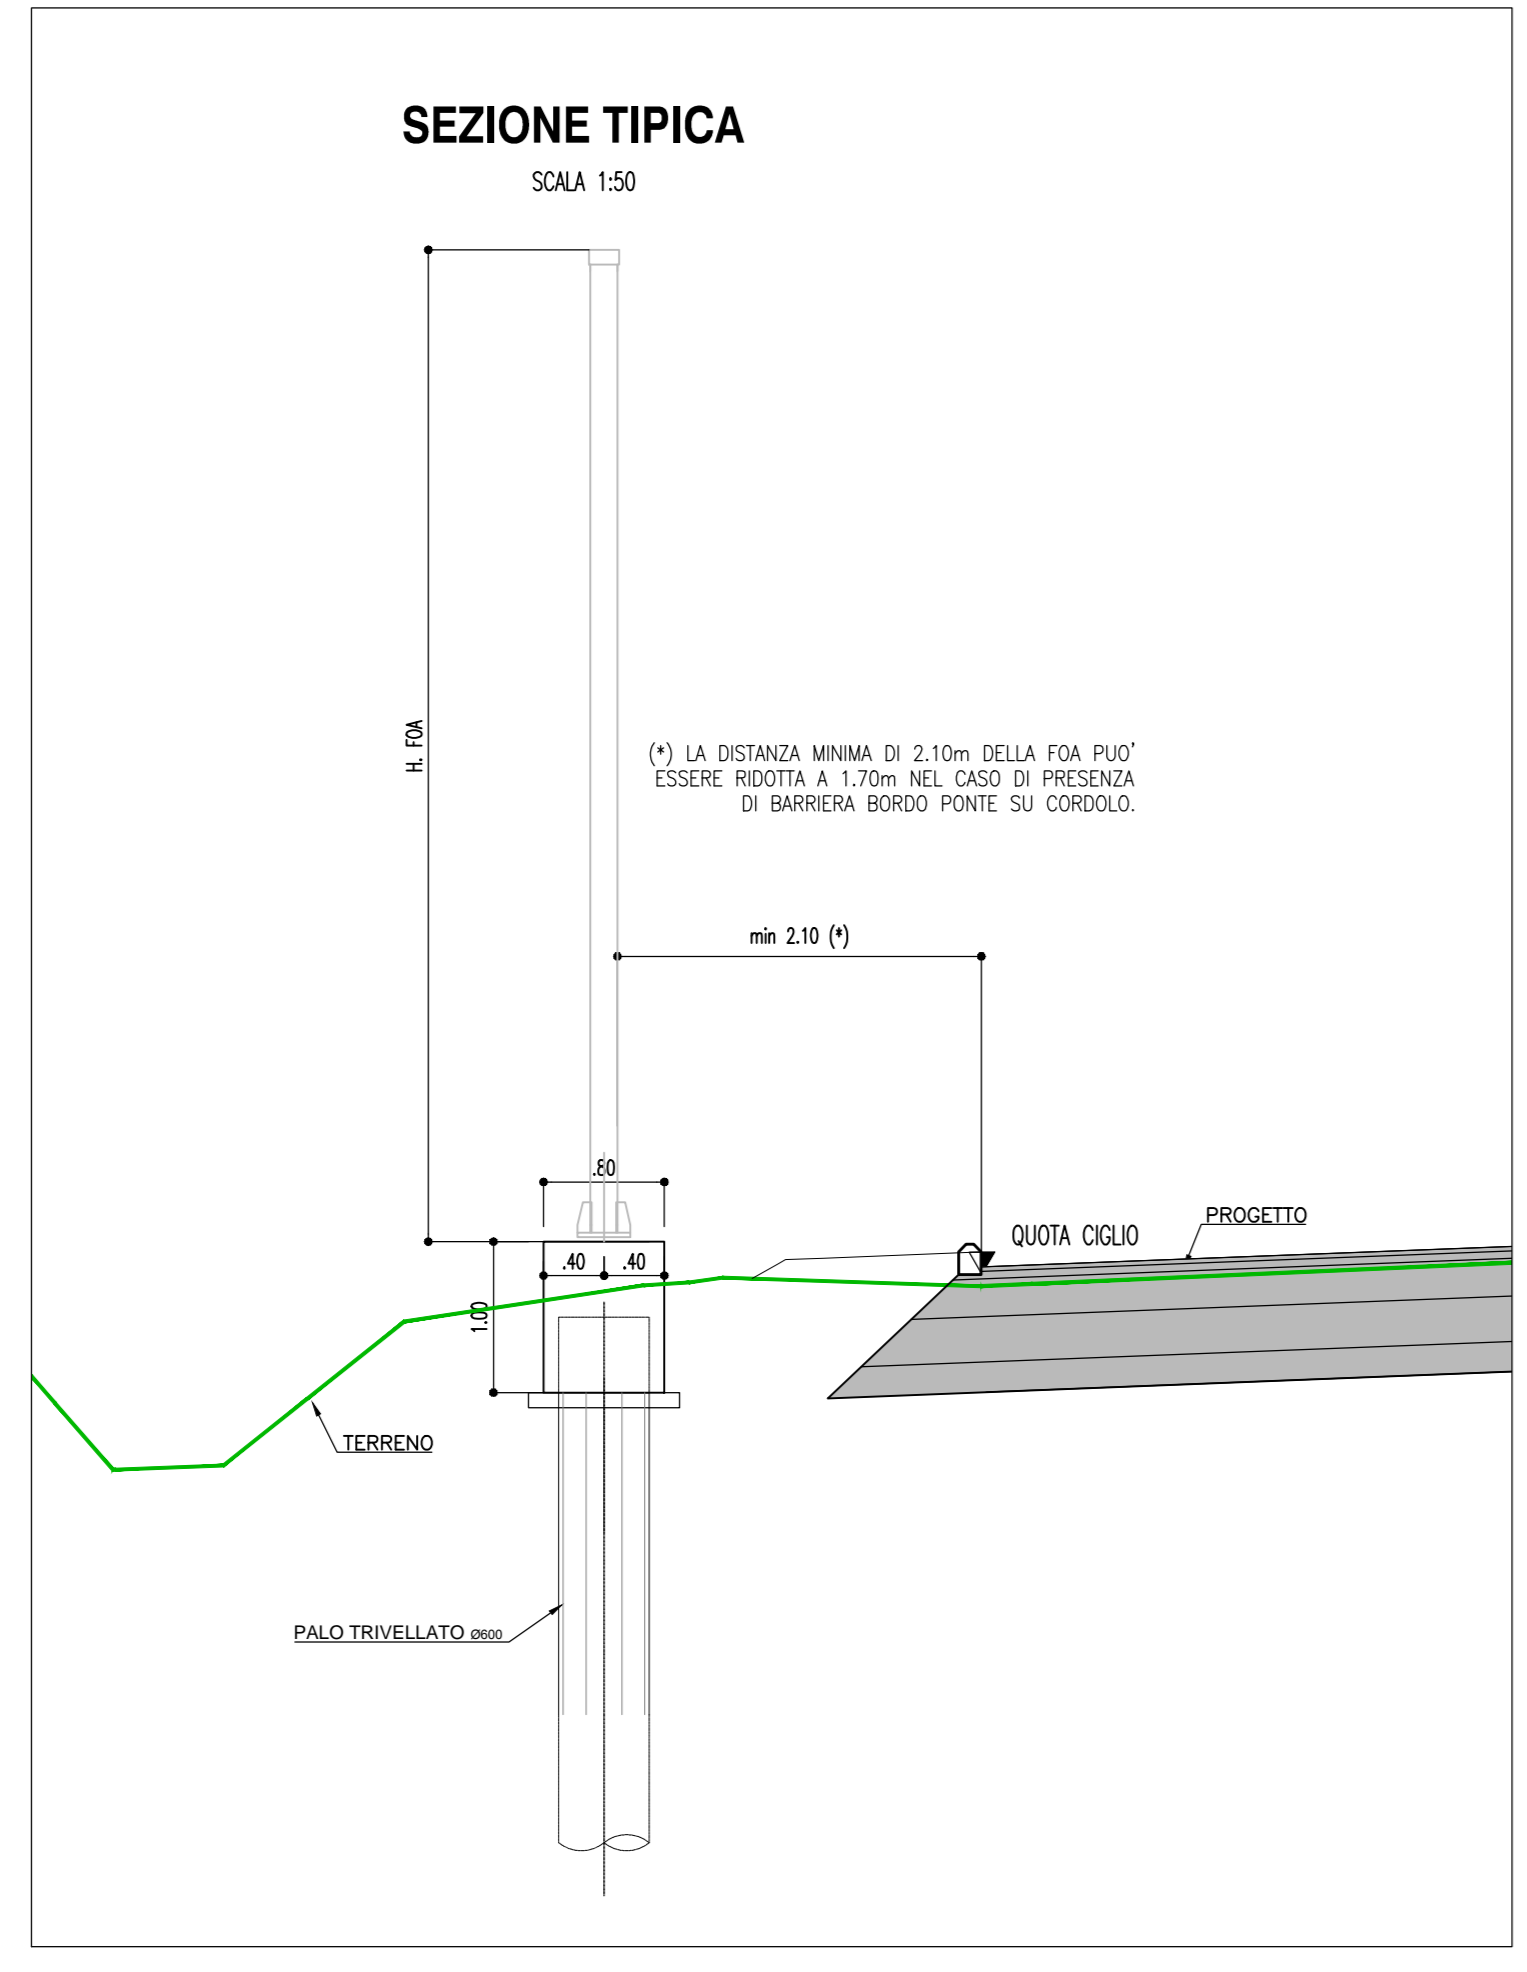 SEZIONE TIPICA
SCALA 1:50
H. FOA
(*) LA DISTANZA MINIMA DI 2.10m DELLA FOA PUO'
ESSERE RIDOTTA A 1.70m NEL CASO DI PRESENZA
DI BARRIERA BORDO PONTE SU CORDOLO.
min 2.10 (*)
.80
PROGETTO
QUOTA CIGLIO
.40 .40
1.00
TERRENO
PALO TRIVELLATO Ø600